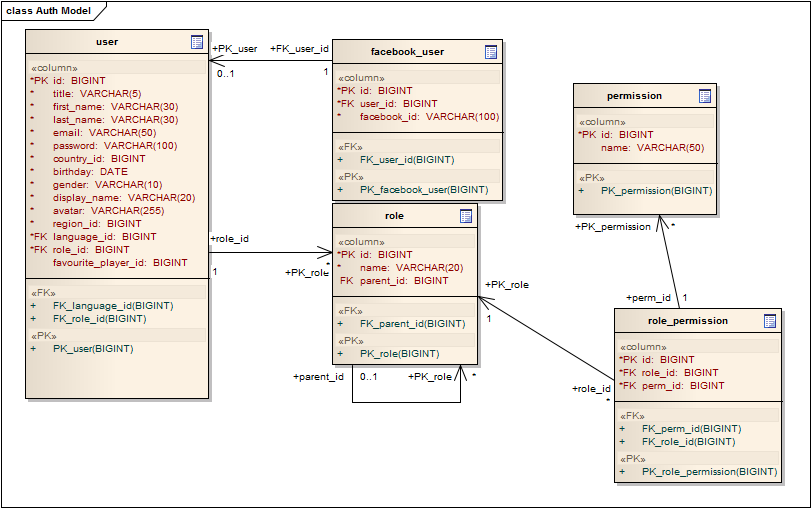 class Auth Model
user
«column»
*PK id: BIGINT
* title: VARCHAR(5)
* first_name: VARCHAR(30)
* last_name: VARCHAR(30)
* email: VARCHAR(50)
* password: VARCHAR(100)
* country_id: BIGINT
* birthday: DATE
* gender: VARCHAR(10)
* display_name: VARCHAR(20)
* avatar: VARCHAR(255)
* region_id: BIGINT
*FK language_id: BIGINT
*FK role_id: BIGINT
favourite_player_id: BIGINT
«FK»
+ FK_language_id(BIGINT)
+ FK_role_id(BIGINT)
«PK»
+ PK_user(BIGINT)
+PK_user
+FK_user_id
0..1
1
facebook_user
«column»
*PK id: BIGINT
*FK user_id: BIGINT
* facebook_id: VARCHAR(100)
«FK»
+ FK_user_id(BIGINT)
«PK»
+ PK_facebook_user(BIGINT)
+role_id
1
*
+PK_role
role
«column»
*PK id: BIGINT
* name: VARCHAR(20)
FK parent_id: BIGINT
«FK»
+ FK_parent_id(BIGINT)
«PK»
+ PK_role(BIGINT)
+parent_id
0..1
+PK_role
*
permission
«column»
*PK id: BIGINT
name: VARCHAR(50)
«PK»
+ PK_permission(BIGINT)
+PK_permission
*
+perm_id
1
+PK_role
1
+role_id
*
role_permission
«column»
*PK id: BIGINT
*FK role_id: BIGINT
*FK perm_id: BIGINT
«FK»
+ FK_perm_id(BIGINT)
+ FK_role_id(BIGINT)
«PK»
+ PK_role_permission(BIGINT)